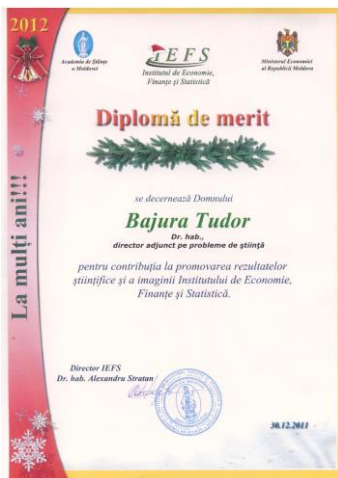 2012
Academia de Științe
a Moldovei
IEFS
Institutul de Economie,
Finanțe și Statistică
Ministerul Economiei
al Republicii Moldova
Diplomă de merit
La mulți ani!!!
se decernează Domnului
Bajura Tudor
Dr. hab.,
director adjunct pe probleme de știință
pentru contribuția la promovarea rezultatelor
științifice și a imaginii Institutului de Economie,
Finanțe și Statistică.
Director IEFS
Dr. hab. Alexandru Stratan
30.12.2011